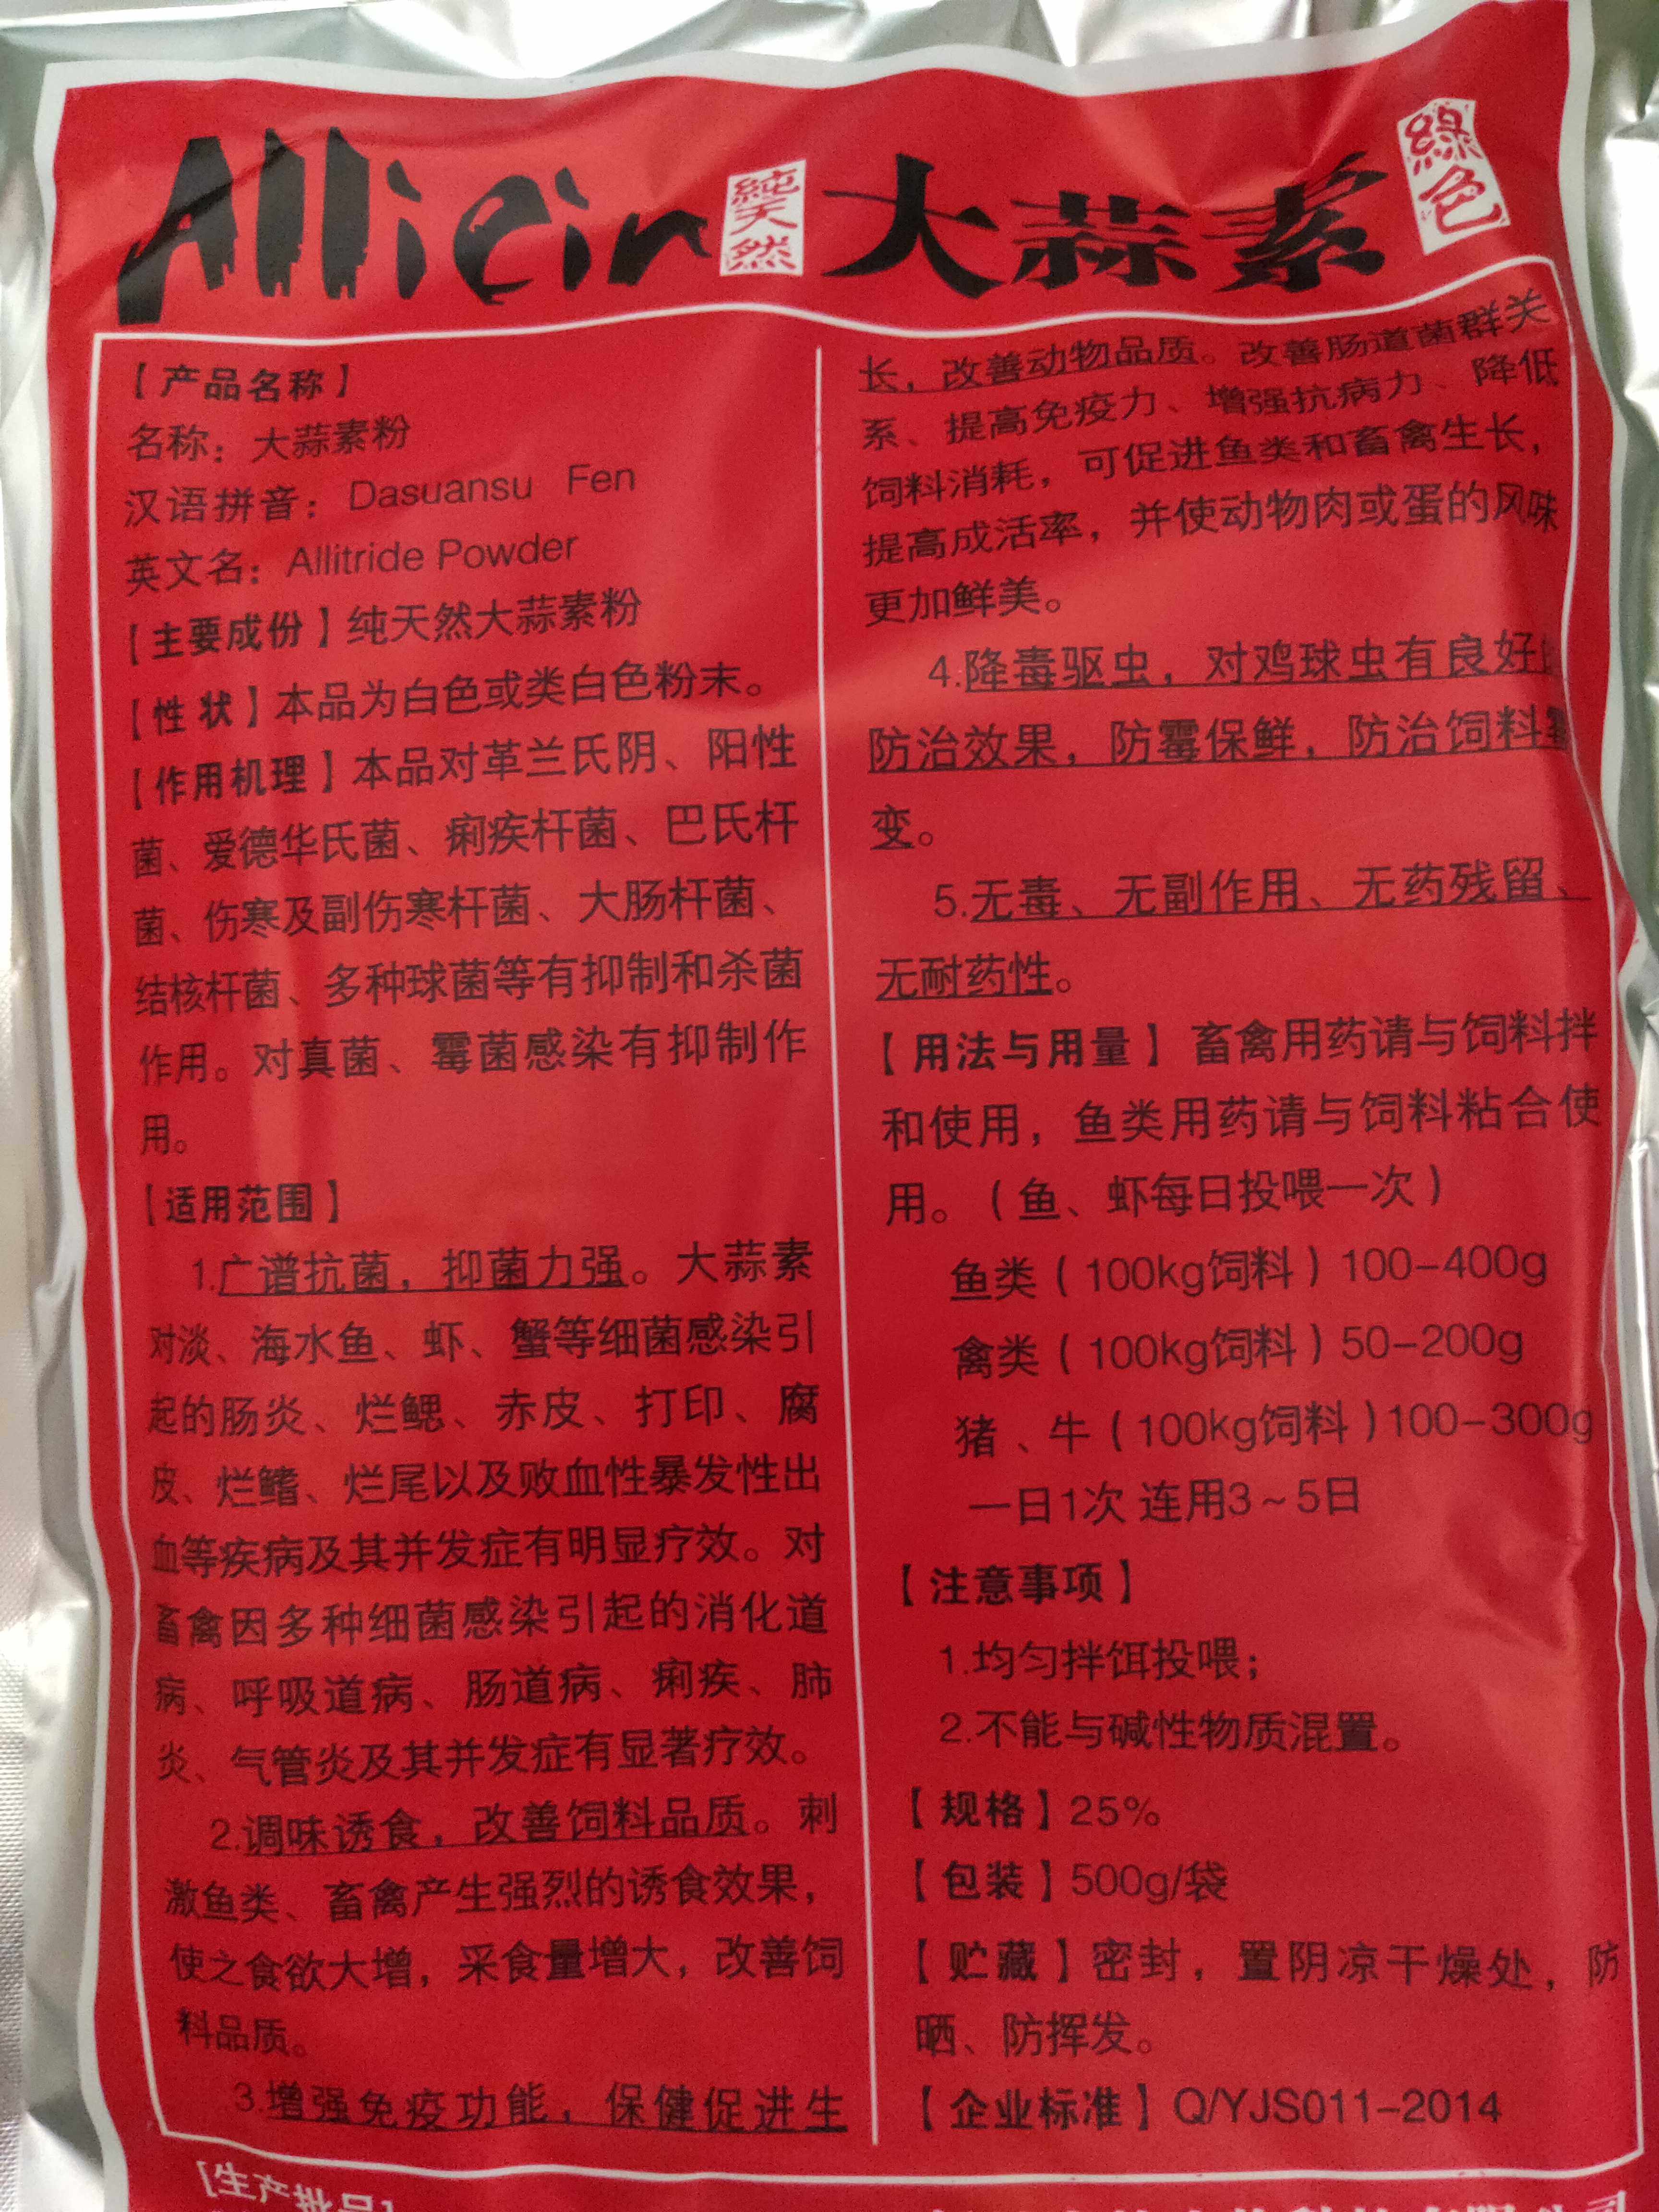 Allicin 純天然 大蒜素 綠色
【产品名称】
名称：大蒜素粉
汉语拼音：Dasuansu Fen
英文名：Allitride Powder
【主要成份】纯天然大蒜素粉
【性状】本品为白色或类白色粉末。
【作用机理】本品对革兰氏阴、阳性
菌、爱德华氏菌、痢疾杆菌、巴氏杆
菌、伤寒及副伤寒杆菌、大肠杆菌、
结核杆菌、多种球菌等有抑制和杀菌
作用。对真菌、霉菌感染有抑制作
用。
【适用范围】
1.广谱抗菌，抑菌力强。大蒜素
对淡、海水鱼、虾、蟹等细菌感染引
起的肠炎、烂鳃、赤皮、打印、腐
皮、烂鳍、烂尾以及败血性暴发性出
血等疾病及其并发症有明显疗效。对
畜禽因多种细菌感染引起的消化道
病、呼吸道病、肠道病、痢疾、肺
炎、气管炎及其并发症有显著疗效。
2.调味诱食，改善饲料品质。刺
激鱼类、畜禽产生强烈的诱食效果，
使之食欲大增，采食量增大，改善饲
料品质。
3.增强免疫功能，保健促进生
长，改善动物品质。改善肠道菌群关
系、提高免疫力、增强抗病力、降低
饲料消耗，可促进鱼类和畜禽生长，
提高成活率，并使动物肉或蛋的风味
更加鲜美。
4.降毒驱虫，对鸡球虫有良好
防治效果，防霉保鲜，防治饲料霉
变。
5.无毒、无副作用、无药残留、
无耐药性。
【用法与用量】畜禽用药请与饲料拌
和使用，鱼类用药请与饲料粘合使
用。（鱼、虾每日投喂一次）
鱼类（100kg饲料）100-400g
禽类（100kg饲料）50-200g
猪、牛（100kg饲料）100-300g
一日1次 连用3~5日
【注意事项】
1.均匀拌饵投喂；
2.不能与碱性物质混置。
【规格】25%
【包装】500g/袋
【贮藏】密封，置阴凉干燥处，防
晒、防挥发。
【企业标准】Q/YJS011-2014
[生产批号]